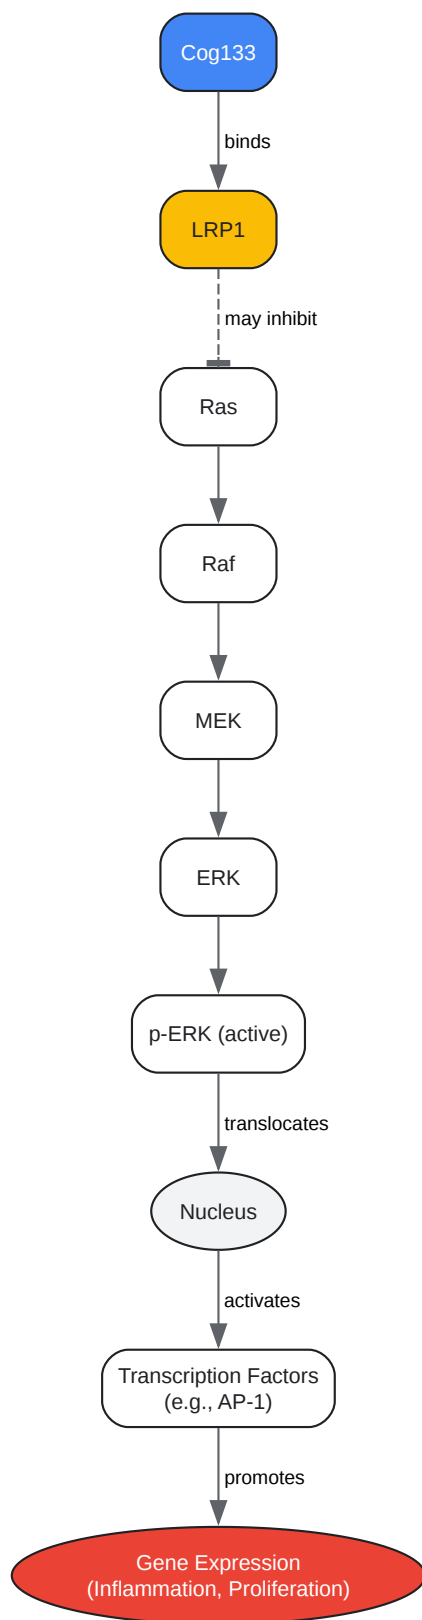 Cog133
binds
LRP1
may inhibit
Ras
Raf
MEK
ERK
p-ERK (active)
translocates
Nucleus
activates
Transcription Factors
(e.g., AP-1)
promotes
Gene Expression
(Inflammation, Proliferation)